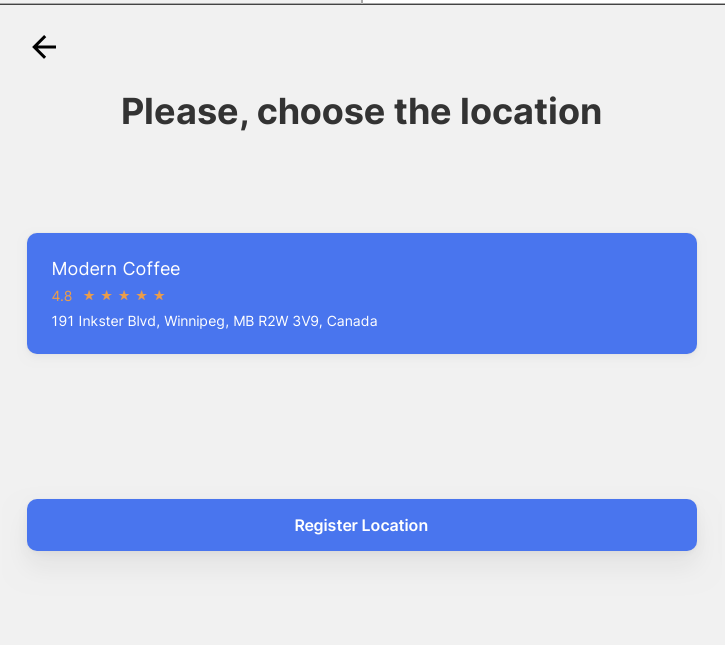 Please, choose the location
Modern Coffee
4.8 ★ ★ ★ ★ ★
191 Inkster Blvd, Winnipeg, MB R2W 3V9, Canada
Register Location